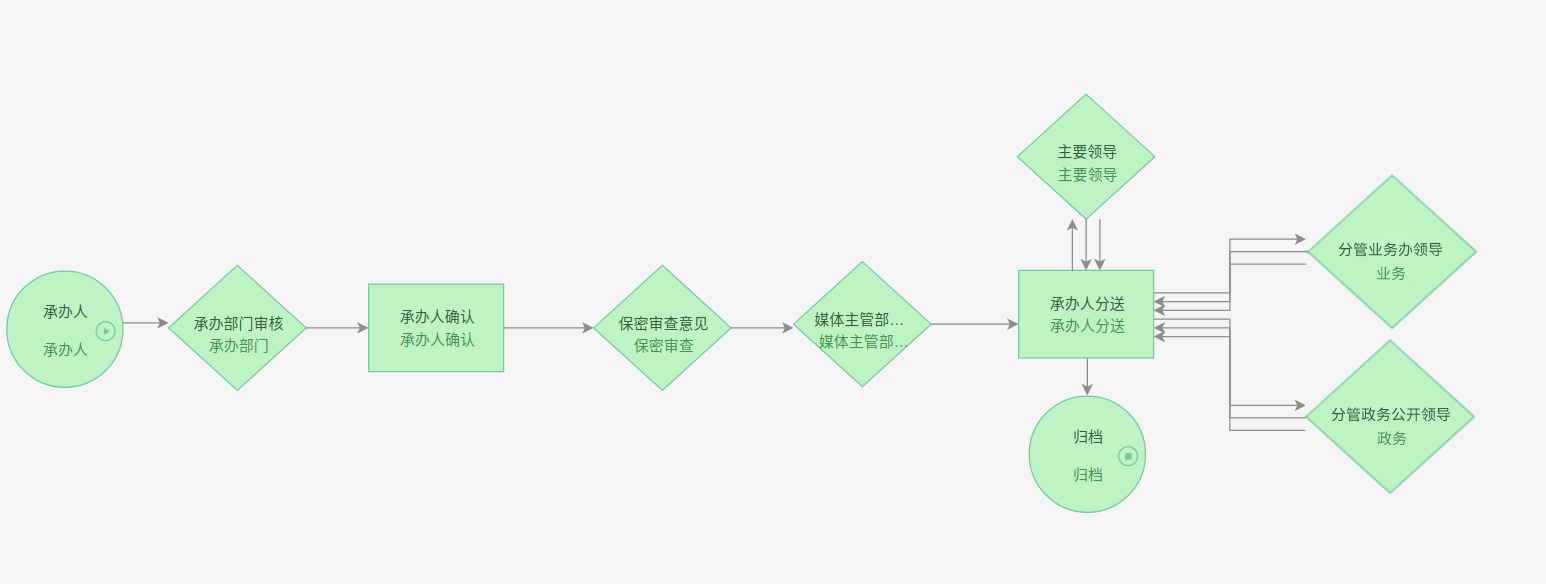 承办人
承办人
承办部门审核
承办部门
承办人确认
承办人确认
保密审查意见
保密审查
媒体主管部...
媒体主管部...
主要领导
主要领导
承办人分送
承办人分送
归档
归档
分管业务办领导
业务
分管政务公开领导
政务